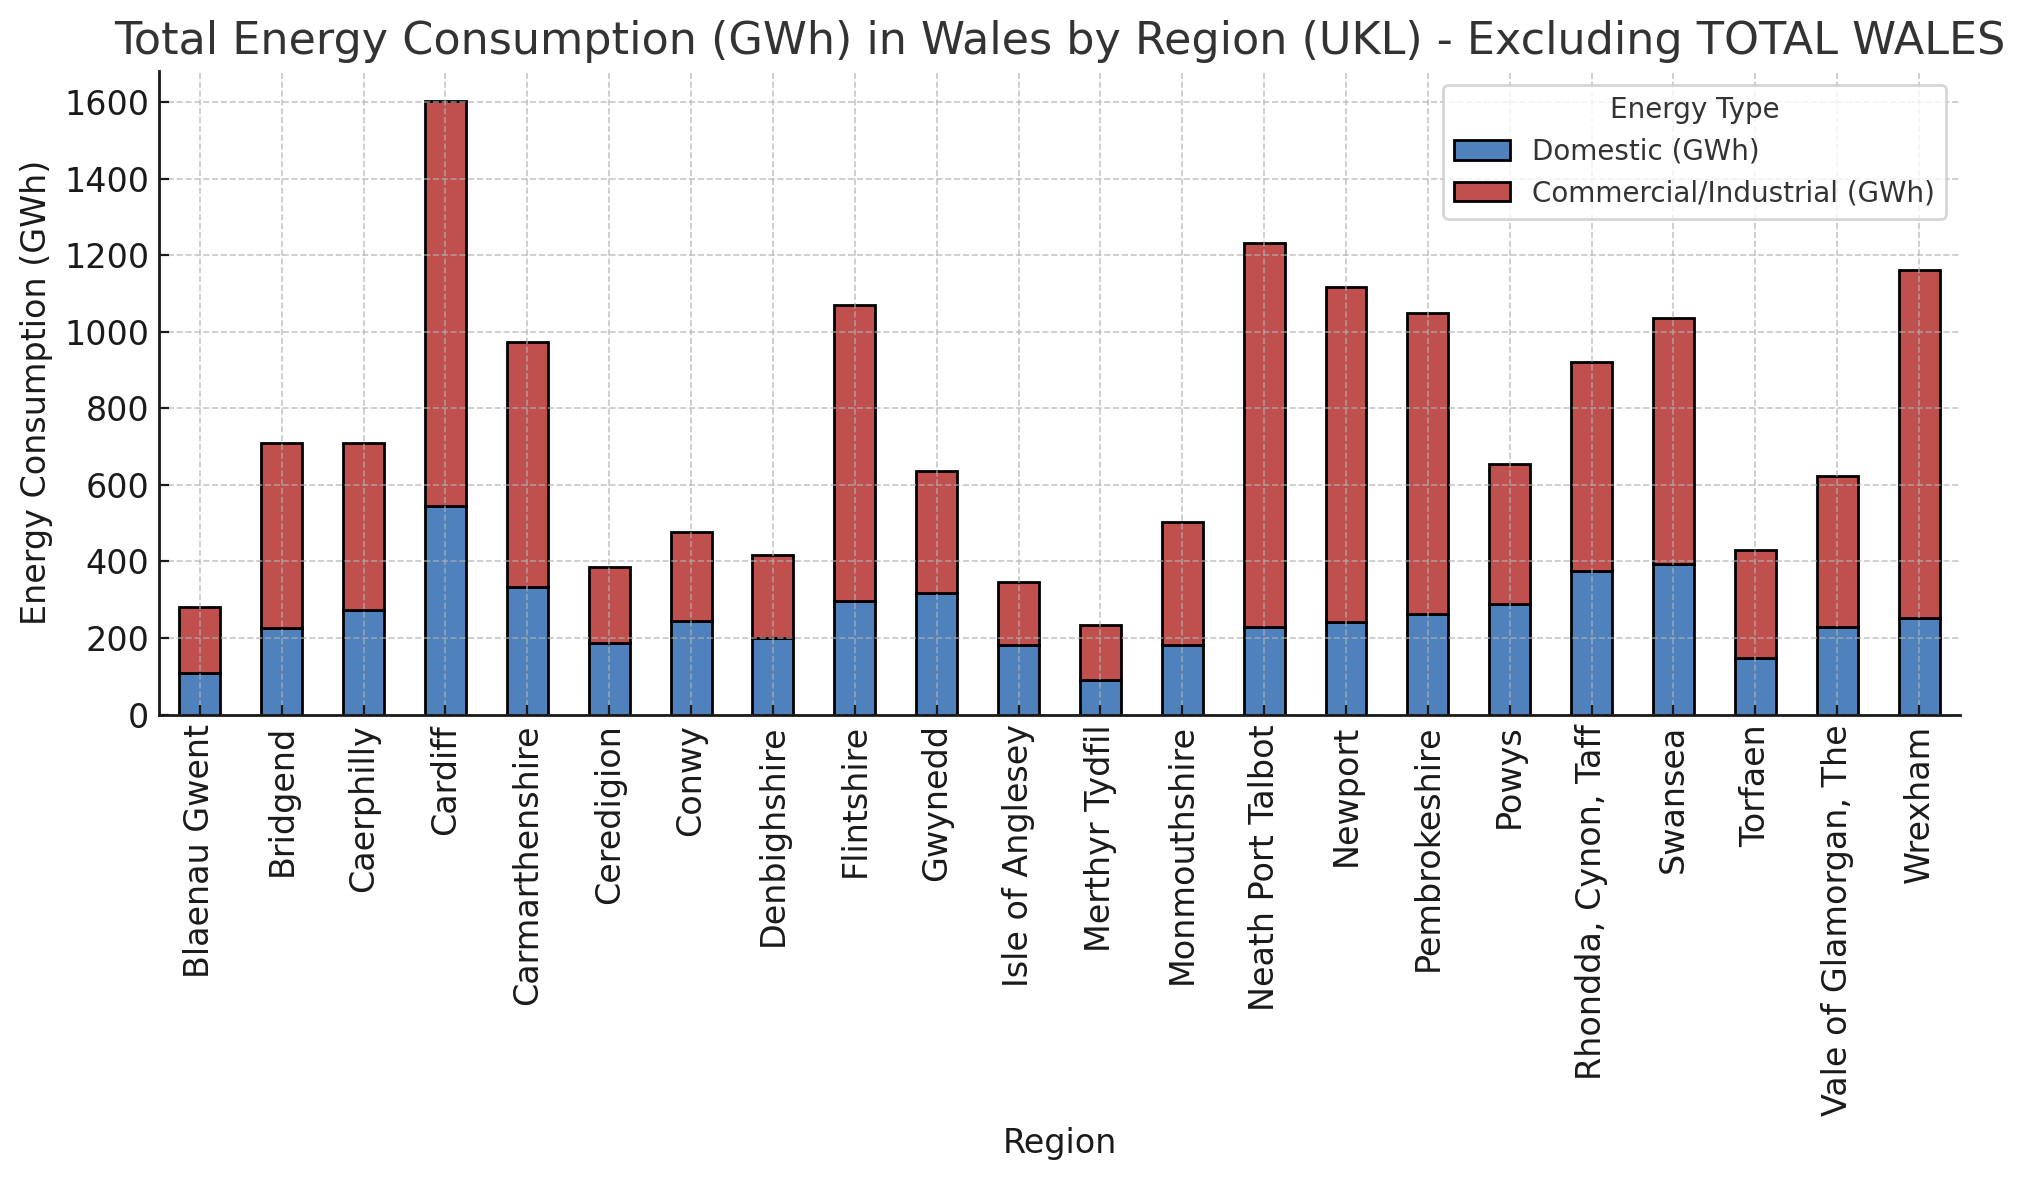 Total Energy Consumption (GWh) in Wales by Region (UKL) - Excluding TOTAL WALES
Energy Type
Domestic (GWh)
Commercial/Industrial (GWh)
Energy Consumption (GWh)
1600
1400
1200
1000
800
600
400
200
0
Blaenau Gwent
Bridgend
Caerphilly
Cardiff
Carmarthenshire
Ceredigion
Conwy
Denbighshire
Flintshire
Gwynedd
Isle of Anglesey
Merthyr Tydfil
Monmouthshire
Neath Port Talbot
Newport
Pembrokeshire
Powys
Rhondda, Cynon, Taff
Swansea
Torfaen
Vale of Glamorgan, The
Wrexham
Region